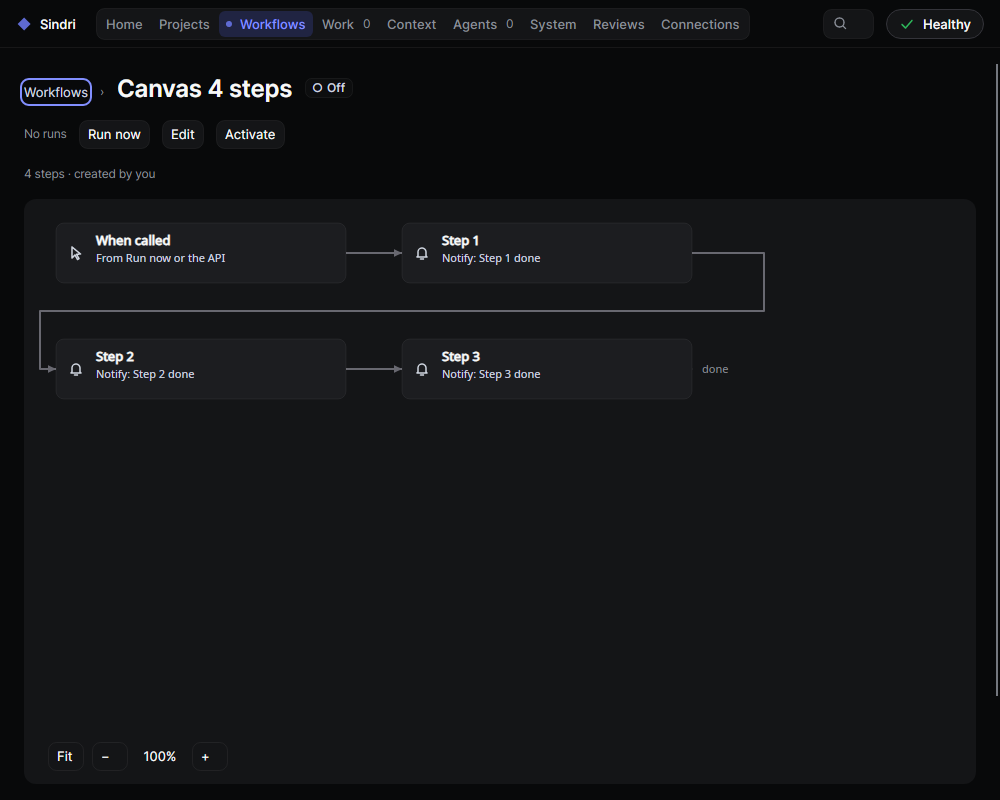 Sindri Home Projects Workflows Work 0 Context Agents 0 System Reviews Connections Healthy
Workflows › Canvas 4 steps Off
No runs Run now Edit Activate
4 steps · created by you
When called
From Run now or the API
Step 1
Notify: Step 1 done
Step 2
Notify: Step 2 done
Step 3
Notify: Step 3 done
done
Fit − 100% +